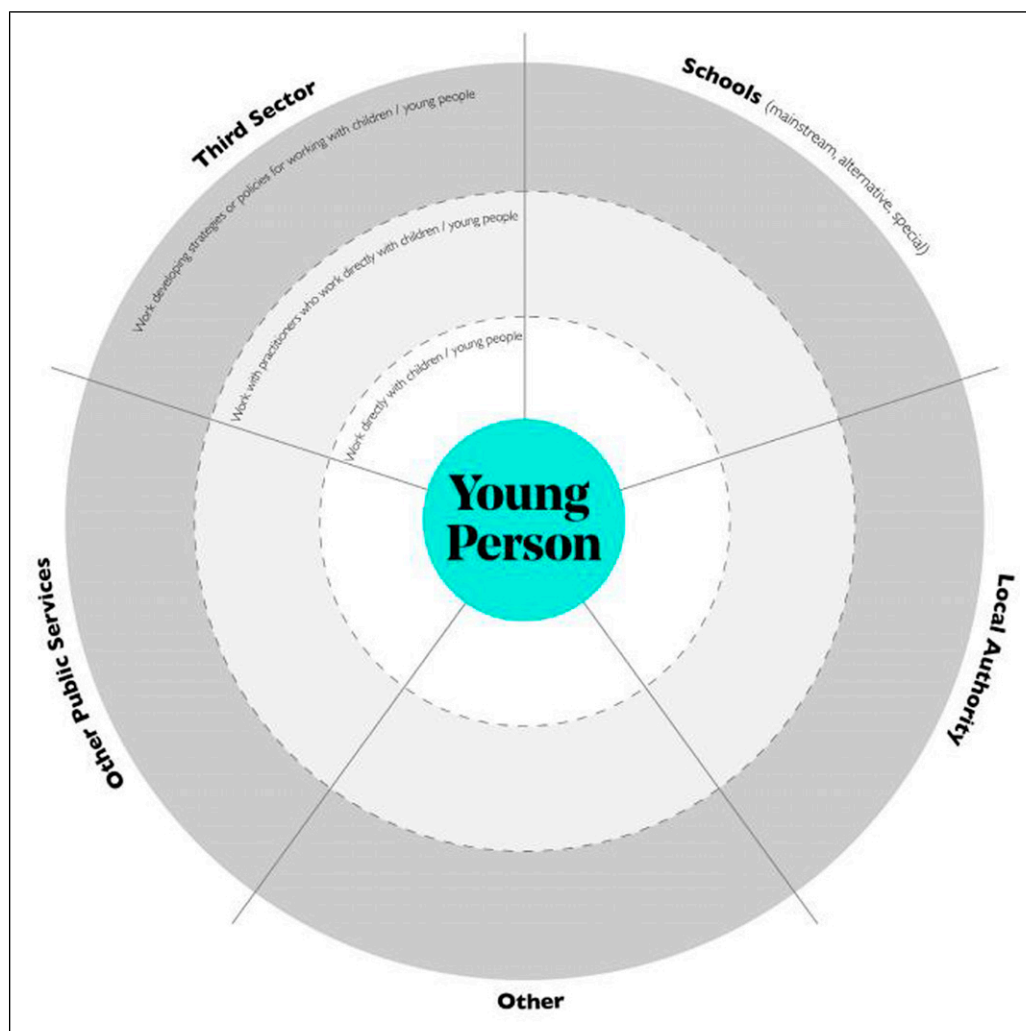 Third Sector
Schools (mainstream, alternative, special)
Work developing strategies or policies for working with children / young people
Work with practitioners who work directly with children / young people
Work directly with children / young people
Young
Person
Other Public Services
Local Authority
Other